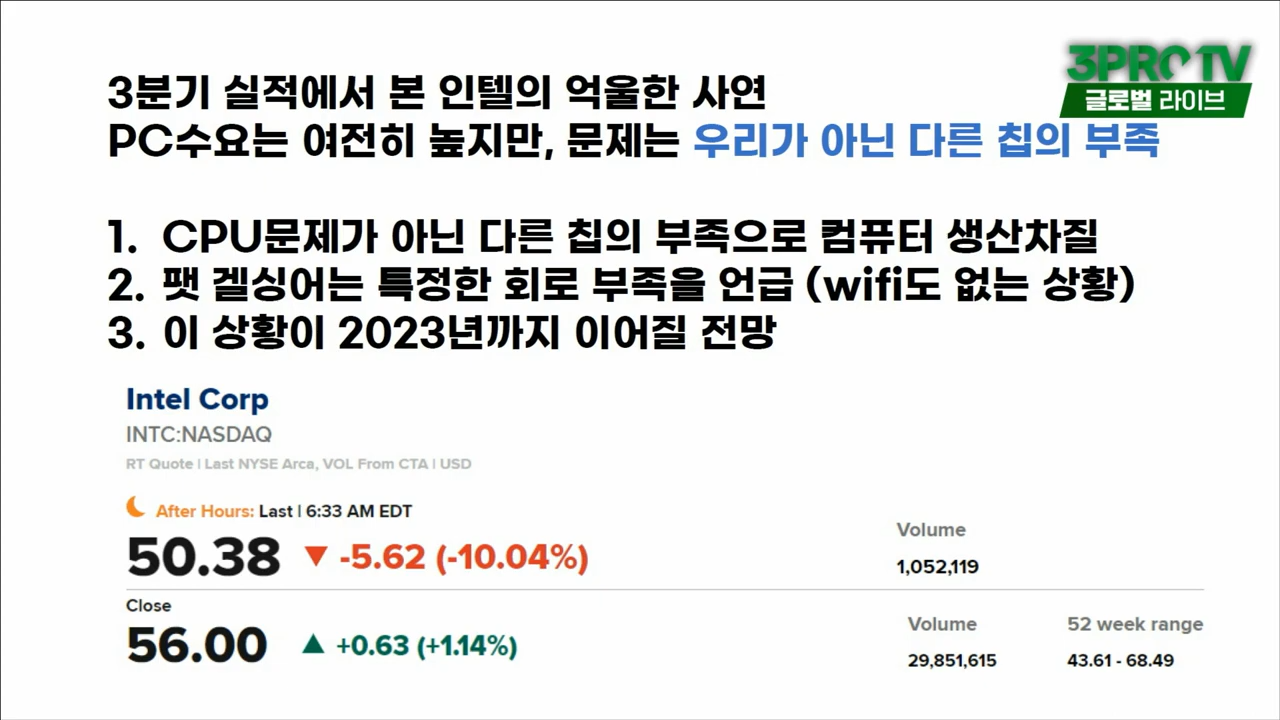 3PROTV
글로벌 라이브
3분기 실적에서 본 인텔의 억울한 사연
PC수요는 여전히 높지만, 문제는 우리가 아닌 다른 칩의 부족
1. CPU문제가 아닌 다른 칩의 부족으로 컴퓨터 생산차질
2. 팻 겔싱어는 특정한 회로 부족을 언급 (wifi도 없는 상황)
3. 이 상황이 2023년까지 이어질 전망
Intel Corp
INTC:NASDAQ
RT Quote | Last NYSE Arca, VOL From CTA | USD
After Hours: Last | 6:33 AM EDT
50.38 ▼ -5.62 (-10.04%)
Volume
1,052,119
Close
56.00 ▲ +0.63 (+1.14%)
Volume
29,851,615
52 week range
43.61 - 68.49